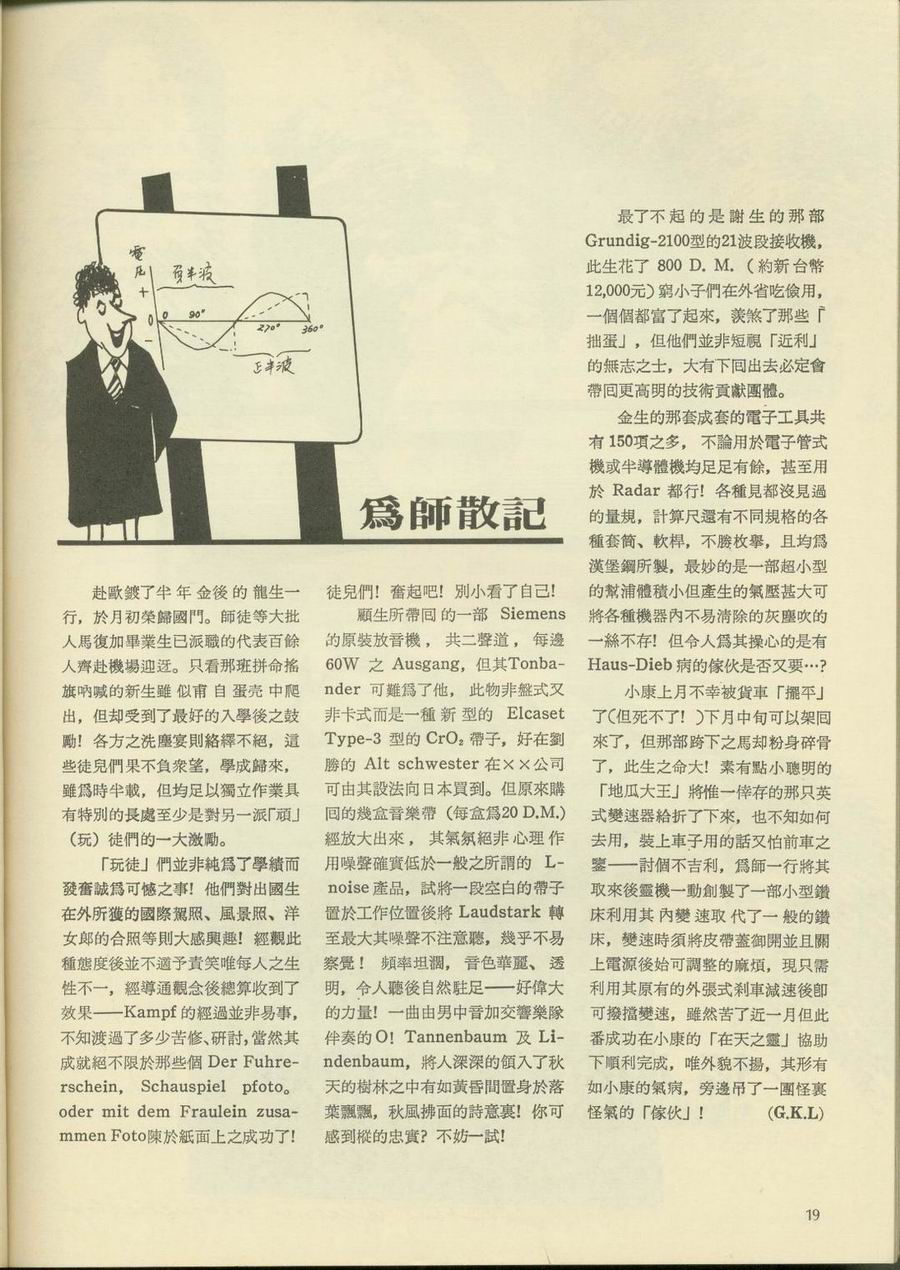 電
压
+
0
−
負半波
0 90°
270° 360°
正半波
爲師散記
赴歐鍍了半年金後的龍生一
行，於月初榮歸國門。師徒等大批
人馬復加畢業生已派職的代表百餘
人齊赴機場迎迓。只看那班拼命搖
旗吶喊的新生雖似甫自蛋壳中爬
出，但却受到了最好的入學後之鼓
勵！各方之洗塵宴則絡繹不絕，這
些徒兒們果不負衆望，學成歸來，
雖爲時半載，但均足以獨立作業具
有特別的長處至少是對另一派「頑」
（玩）徒們的一大激勵。
「玩徒」們並非純爲了學績而
發奮誠爲可憾之事！他們對出國生
在外所獲的國際駕照、風景照、洋
女郎的合照等則大感興趣！經觀此
種態度後並不適予責笑唯每人之生
性不一，經導通觀念後總算收到了
效果——Kampf的經過並非易事，
不知渡過了多少苦修、研討，當然其
成就絕不限於那些個 Der Fuhre-
rschein, Schauspiel pfoto。
oder mit dem Fraulein zusa-
mmen Foto陳於紙面上之成功了！
徒兒們！奮起吧！別小看了自己！
顧生所帶囘的一部 Siemens
的原裝放音機，共二聲道，每邊
60W 之 Ausgang，但其Tonba-
nder 可難爲了他，此物非盤式又
非卡式而是一種新型的 Elcaset
Type-3 型的 CrO₂ 帶子，好在劉
勝的 Alt schwester 在××公司
可由其設法向日本買到。但原來購
囘的幾盒音樂帶（每盒爲20 D.M.）
經放大出來，其氣氛絕非心理作
用噪聲確實低於一般之所謂的 L-
noise 產品，試將一段空白的帶子
置於工作位置後將 Laudstark 轉
至最大其噪聲不注意聽，幾乎不易
察覺！頻率坦濶，音色華麗、透
明，令人聽後自然駐足——好偉大
的力量！一曲由男中音加交響樂隊
伴奏的O! Tannenbaum 及 Li-
ndenbaum，將人深深的領入了秋
天的樹林之中有如黃昏間置身於落
葉飄飄，秋風拂面的詩意裏！你可
感到樅的忠實？不妨一試！
最了不起的是謝生的那部
Grundig-2100型的21波段接收機，
此生花了 800 D. M.（約新台幣
12,000元）窮小子們在外省吃儉用，
一個個都富了起來，羨煞了那些「
拙蛋」，但他們並非短視「近利」
的無志之士，大有下囘出去必定會
帶囘更高明的技術貢獻團體。
金生的那套成套的電子工具共
有150項之多，不論用於電子管式
機或半導體機均足足有餘，甚至用
於 Radar 都行！各種見都沒見過
的量規，計算尺還有不同規格的各
種套筒、軟桿，不勝枚擧，且均爲
漢堡鋼所製，最妙的是一部超小型
的幫浦體積小但產生的氣壓甚大可
將各種機器內不易清除的灰塵吹的
一絲不存！但令人爲其操心的是有
Haus-Dieb 病的傢伙是否又要…？
小康上月不幸被貨車「擺平」
了（但死不了！）下月中旬可以架囘
來了，但那部跨下之馬却粉身碎骨
了，此生之命大！素有點小聰明的
「地瓜大王」將惟一倖存的那只英
式變速器給折了下來，也不知如何
去用，裝上車子用的話又怕前車之
鑒——討個不吉利，爲師一行將其
取來後靈機一動創製了一部小型鑽
床利用其內變速取代了一般的鑽
床，變速時須將皮帶蓋御開並且關
上電源後始可調整的麻煩，現只需
利用其原有的外張式刹車減速後卽
可撥擋變速，雖然苦了近一月但此
番成功在小康的「在天之靈」協助
下順利完成，唯外貌不揚，其形有
如小康的氣病，旁邊吊了一團怪裏
怪氣的「傢伙」！ (G.K.L)
19